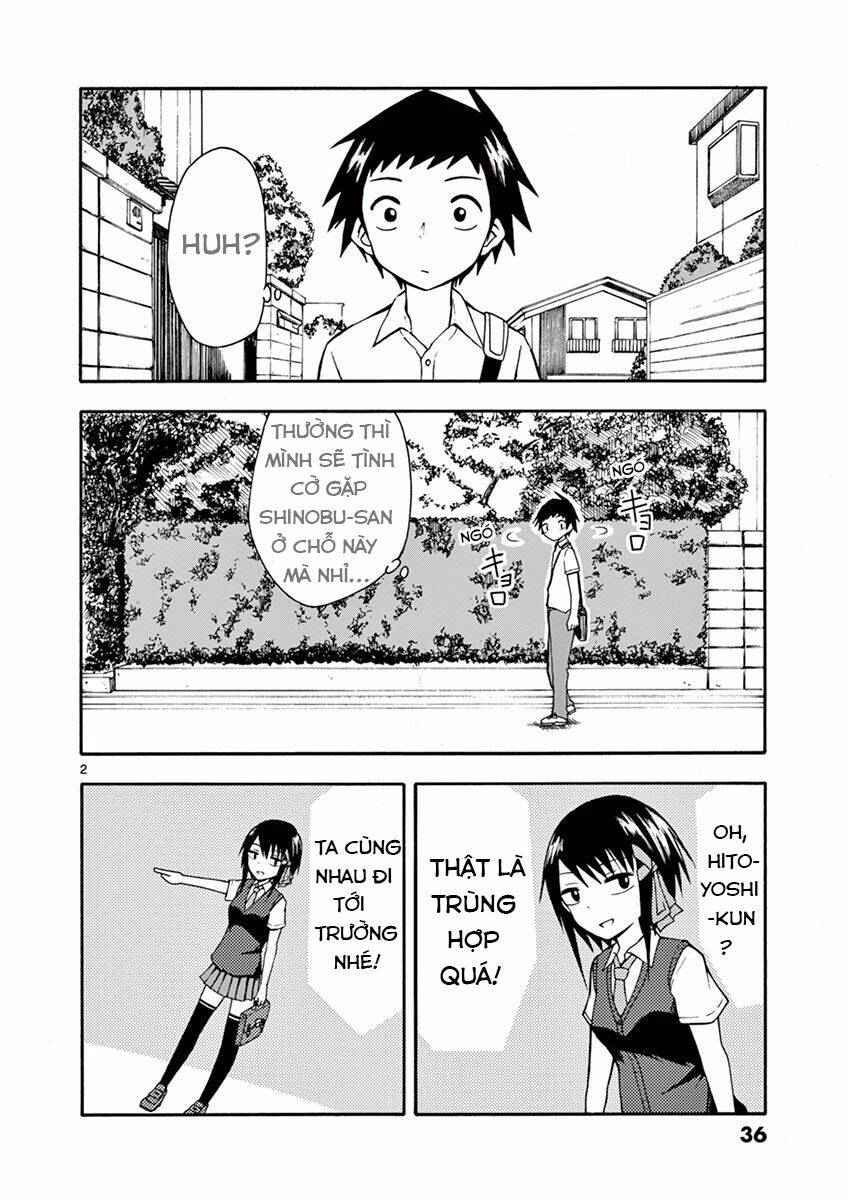 HUH?
THƯỜNG THÌ
MÌNH SẼ TÌNH
CỜ GẶP
SHINOBU-SAN
Ở CHỖ NÀY
MÀ NHỈ...
NGÓ
キョロ
NGÓ
キョロ
2
OH,
HITO-
YOSHI
-KUN
?
THẬT LÀ
TRÙNG
HỢP
QUÁ!
TA CÙNG
NHAU ĐI
TỚI
TRƯỜNG
NHÉ!
36